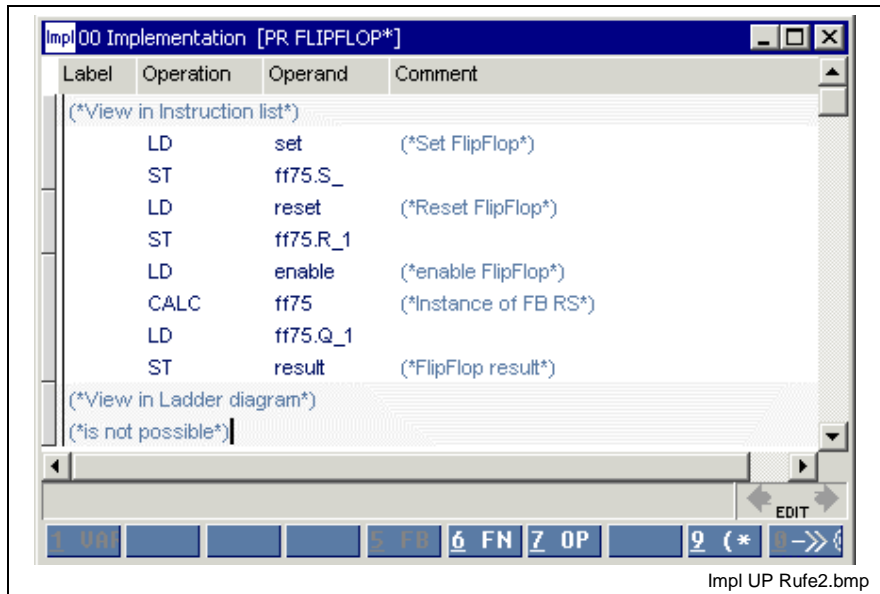 Impl 00 Implementation [PR FLIPFLOP*]
Label Operation Operand Comment
(*View in Instruction list*)
LD set (*Set FlipFlop*)
ST ff75.S_
LD reset (*Reset FlipFlop*)
ST ff75.R_1
LD enable (*enable FlipFlop*)
CALC ff75 (*Instance of FB RS*)
LD ff75.Q_1
ST result (*FlipFlop result*)
(*View in Ladder diagram*)
(*is not possible*)
EDIT
1 VAR 5 FB 6 FN 7 OP 9 (* 0->>
Impl UP Rufe2.bmp